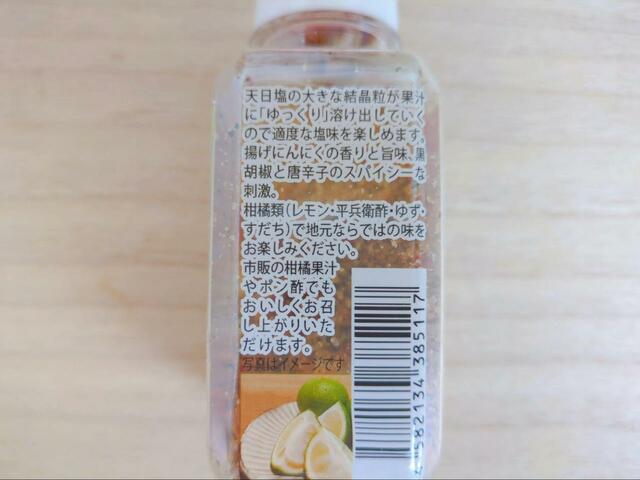 天日塩の大きな結晶粒が果汁
に「ゆっくり」溶け出していく
ので適度な塩味を楽しめます。
揚げにんにくの香りと旨味、黒
胡椒と唐辛子のスパイシーな
刺激。
柑橘類(レモン・平兵衛酢・ゆず・
すだち)で地元ならではの味を
お楽しみください。
市販の柑橘果汁
やポン酢でも
おいしくお召
し上がりいた
だけます。
写真はイメージです
4 582134 385117